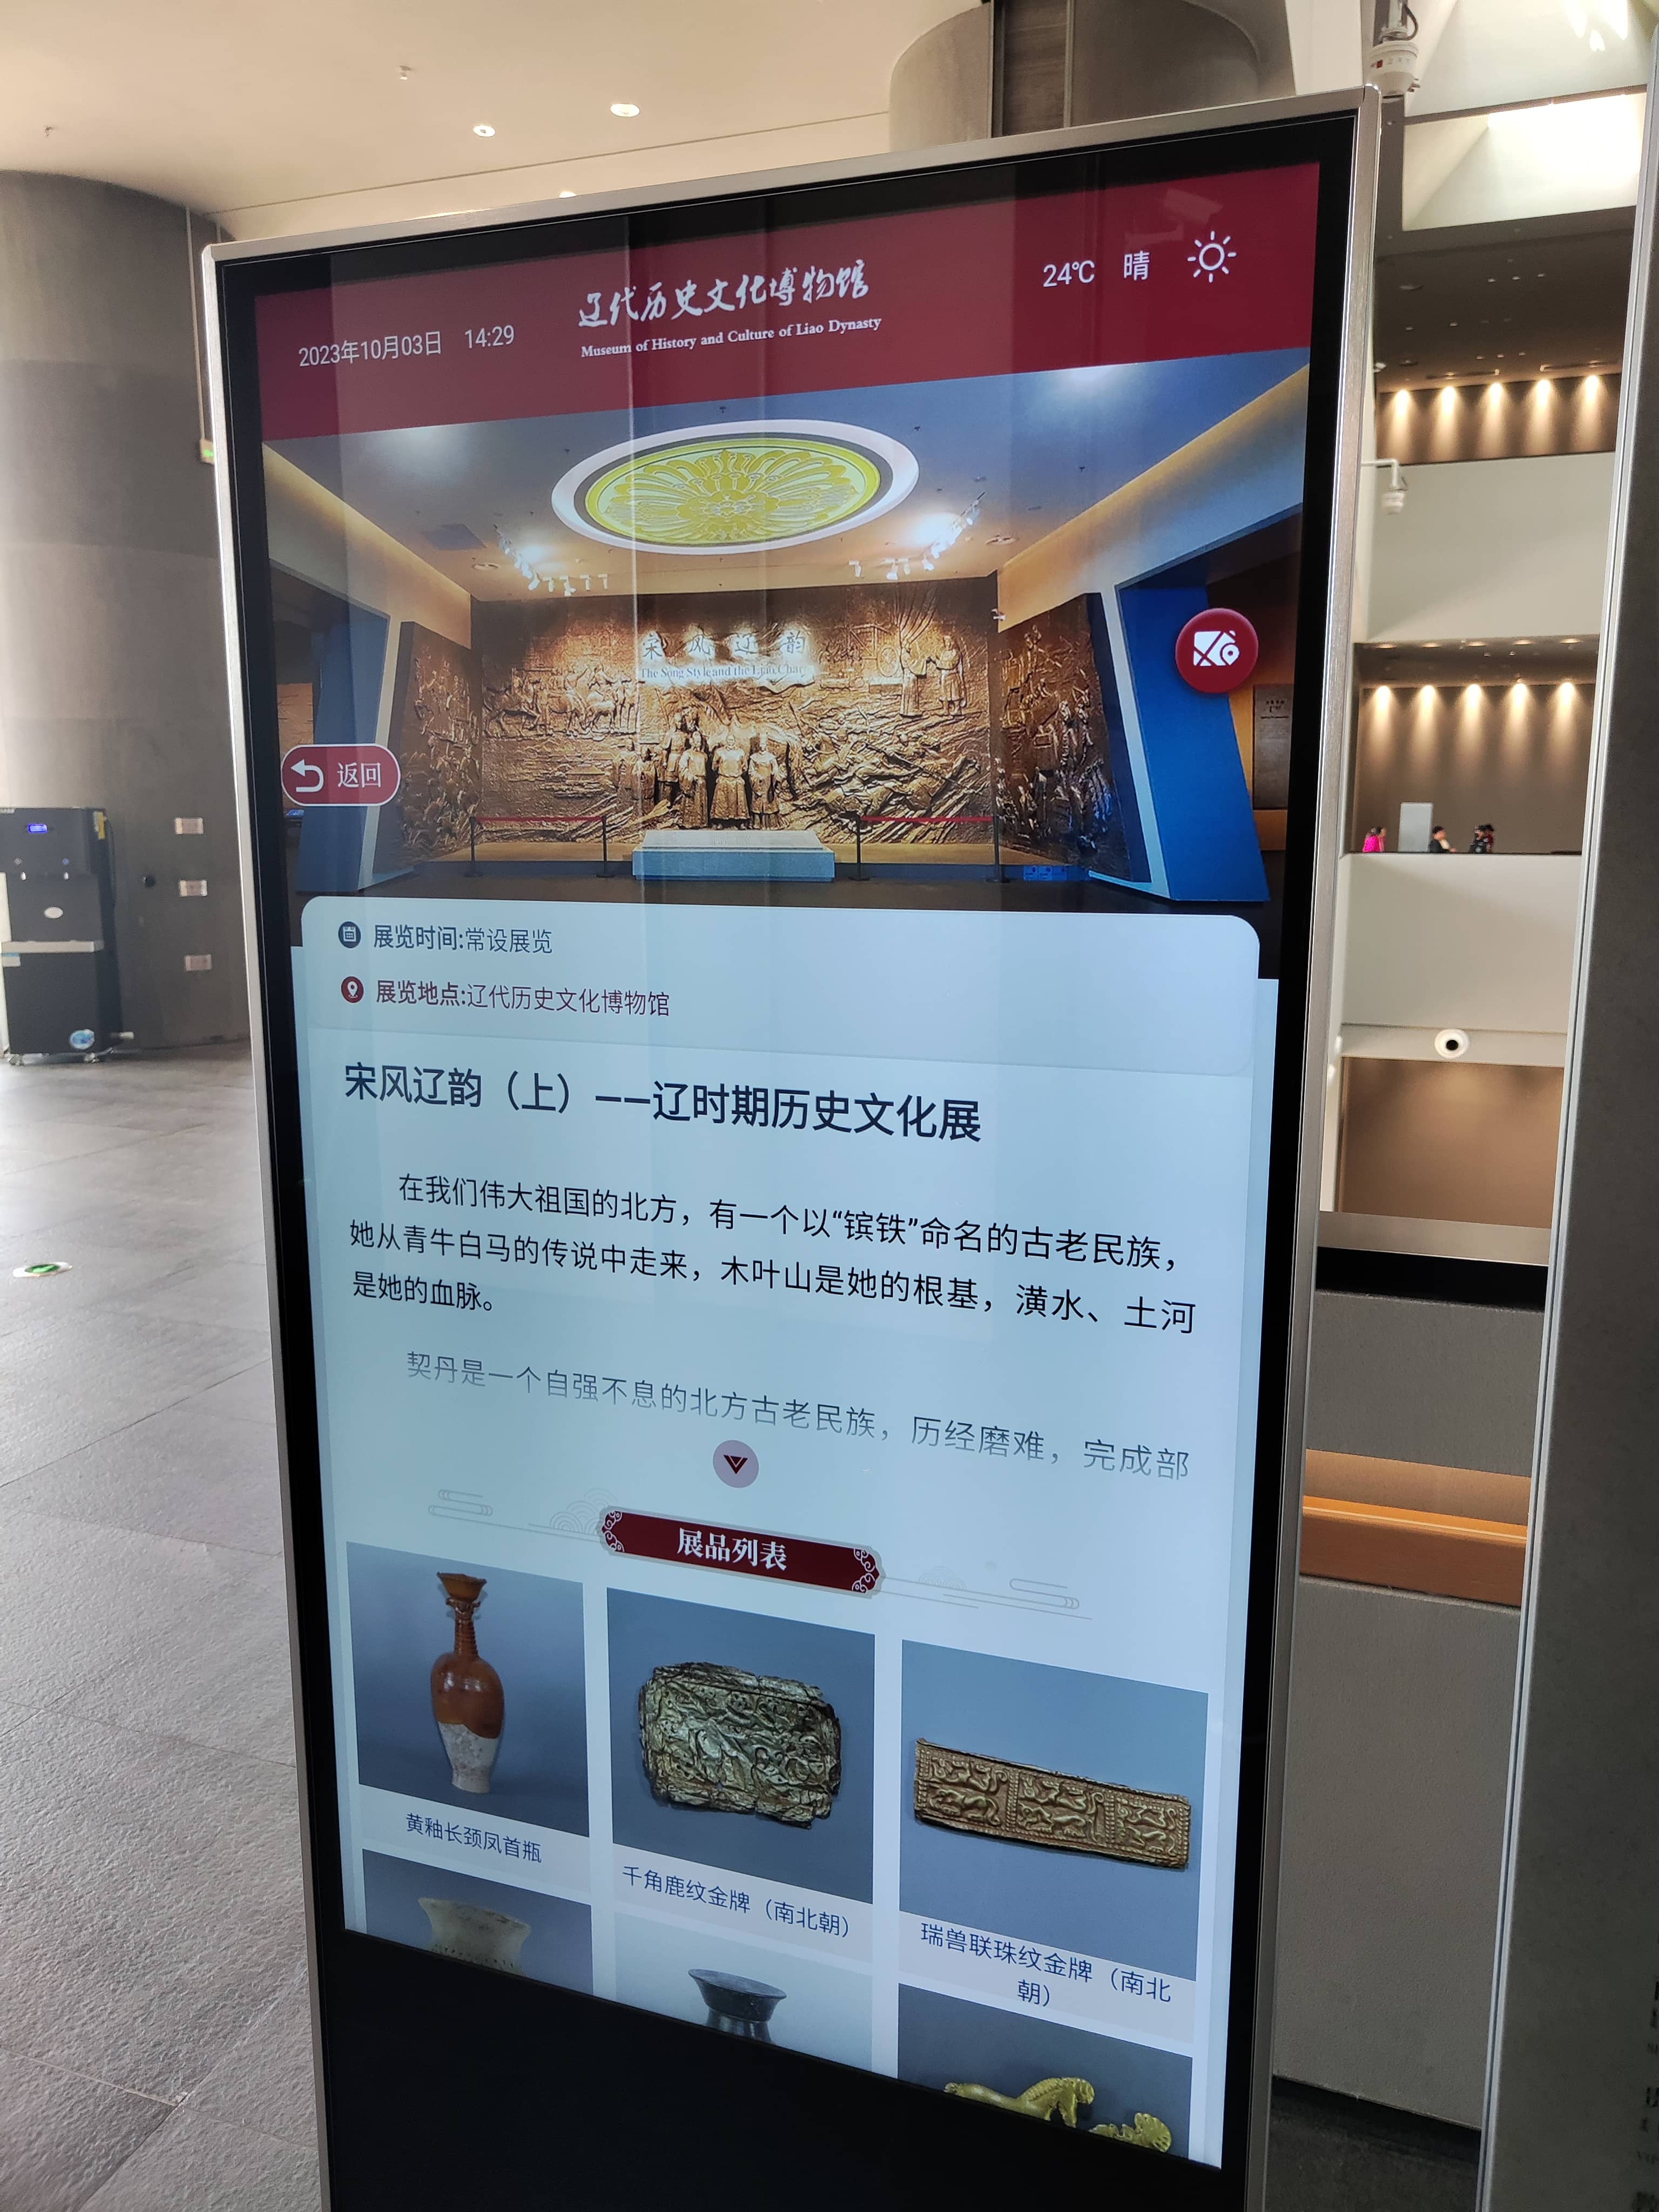 2023年10月03日 14:29
辽代历史文化博物馆
Museum of History and Culture of Liao Dynasty
24℃ 晴
宋风辽韵
The Song Style and the Liao
返回
展览时间:常设展览
展览地点:辽代历史文化博物馆
宋风辽韵（上）——辽时期历史文化展
在我们伟大祖国的北方，有一个以“镔铁”命名的古老民族，
她从青牛白马的传说中走来，木叶山是她的根基，潢水、土河
是她的血脉。
契丹是一个自强不息的北方古老民族，历经磨难，完成部
展品列表
黄釉长颈凤首瓶
千角鹿纹金牌（南北朝）
瑞兽联珠纹金牌（南北
朝）